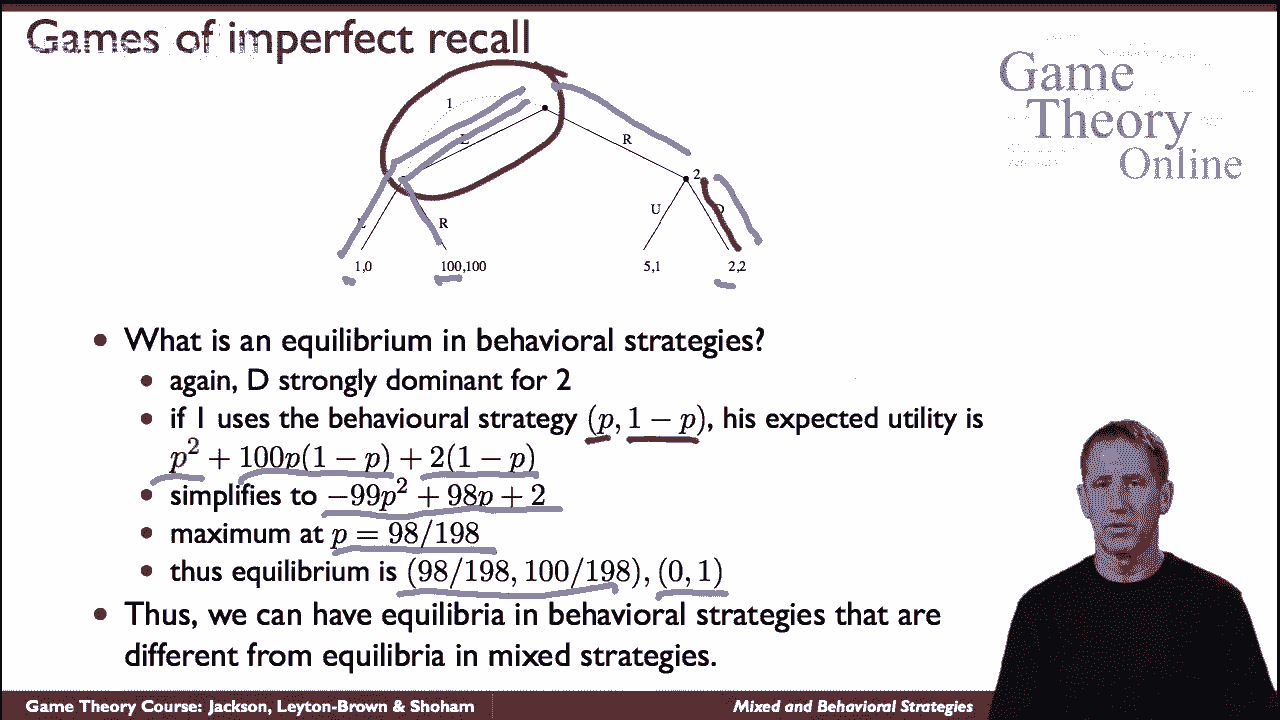 Games of imperfect recall
Game
Theory
Online
1
L
R
2
U
R
1,0
100,100
5,1
2,2
• What is an equilibrium in behavioral strategies?
• again, D strongly dominant for 2
• if 1 uses the behavioural strategy (p, 1 − p), his expected utility is
p² + 100p(1 − p) + 2(1 − p)
• simplifies to −99p² + 98p + 2
• maximum at p = 98/198
• thus equilibrium is (98/198, 100/198), (0, 1)
• Thus, we can have equilibria in behavioral strategies that are
different from equilibria in mixed strategies.
Game Theory Course: Jackson, Leyton-Brown & Shoham
Mixed and Behavioral Strategies